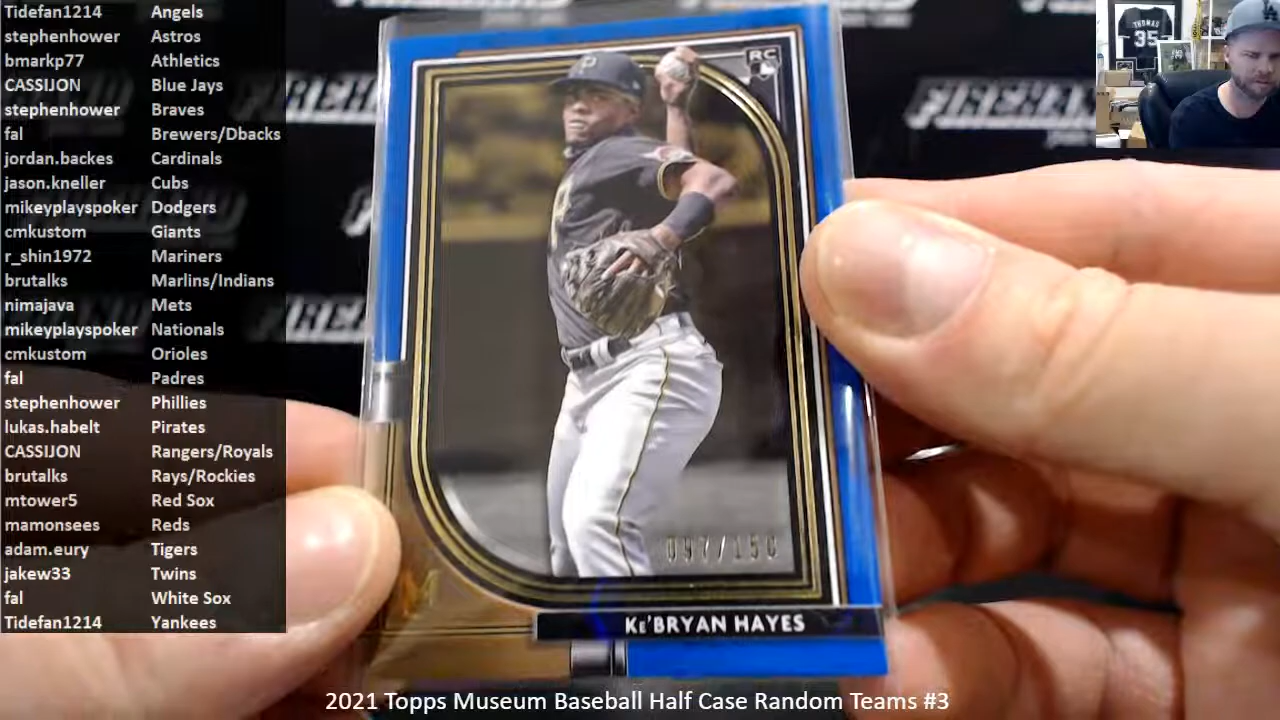 Tidefan1214 Angels
stephenhower Astros
bmarkp77 Athletics
CASSIJON Blue Jays
stephenhower Braves
fal Brewers/Dbacks
jordan.backes Cardinals
jason.kneller Cubs
mikeyplayspoker Dodgers
cmkustom Giants
r_shin1972 Mariners
brutalks Marlins/Indians
nimajava Mets
mikeyplayspoker Nationals
cmkustom Orioles
fal Padres
stephenhower Phillies
lukas.habelt Pirates
CASSIJON Rangers/Royals
brutalks Rays/Rockies
mtower5 Red Sox
mamonsees Reds
adam.eury Tigers
jakew33 Twins
fal White Sox
Tidefan1214 Yankees
RC
P
097/150
Ke'BRYAN HAYES
THOMAS
35
FIREHAND
2021 Topps Museum Baseball Half Case Random Teams #3